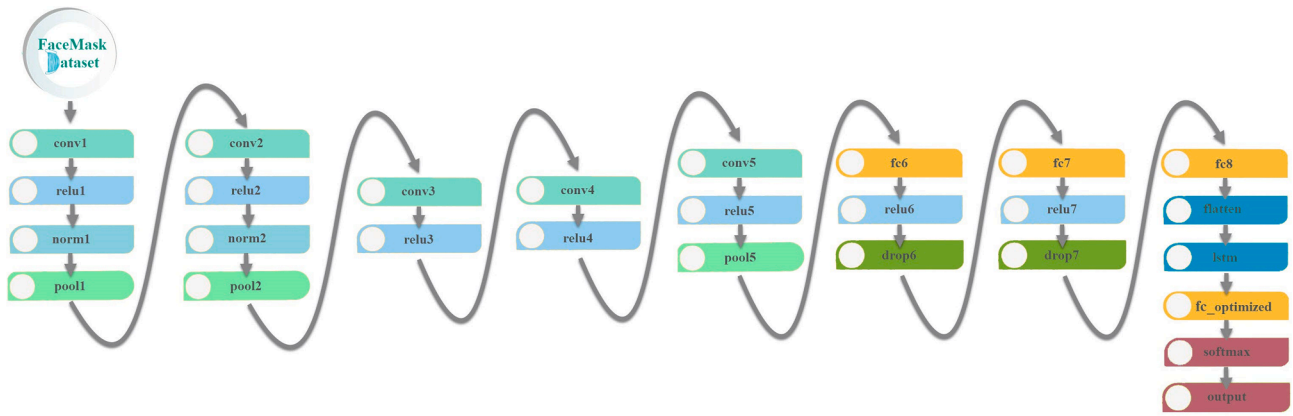 FaceMask
Dataset
conv1
relu1
norm1
pool1
conv2
relu2
norm2
pool2
conv3
relu3
conv4
relu4
conv5
relu5
pool5
fc6
relu6
drop6
fc7
relu7
drop7
fc8
flatten
lstm
fc_optimized
softmax
output